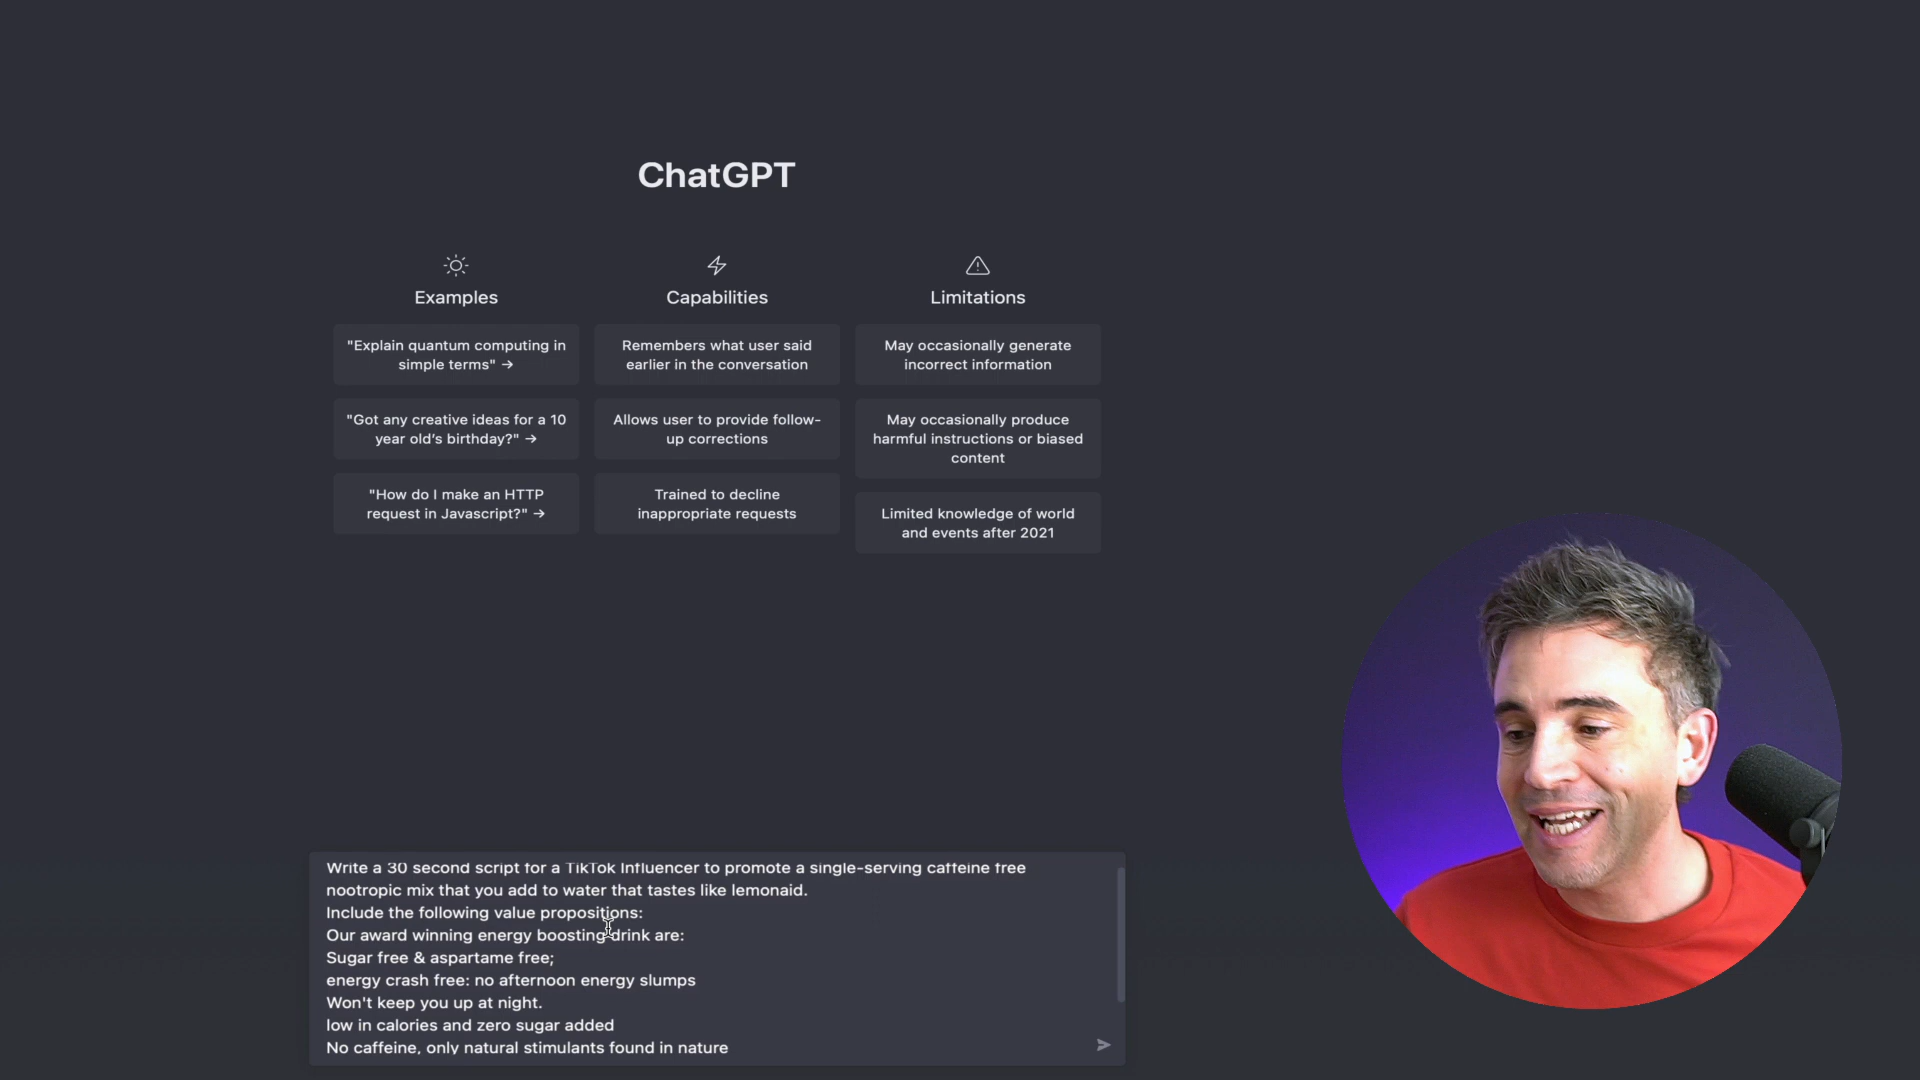 ChatGPT
Examples
"Explain quantum computing in
simple terms" →
"Got any creative ideas for a 10
year old's birthday?" →
"How do I make an HTTP
request in Javascript?" →
Capabilities
Remembers what user said
earlier in the conversation
Allows user to provide follow-
up corrections
Trained to decline
inappropriate requests
Limitations
May occasionally generate
incorrect information
May occasionally produce
harmful instructions or biased
content
Limited knowledge of world
and events after 2021
Write a 30 second script for a TikTok Influencer to promote a single-serving caffeine free
nootropic mix that you add to water that tastes like lemonaid.
Include the following value propositions:
Our award winning energy boosting drink are:
Sugar free & aspartame free;
energy crash free: no afternoon energy slumps
Won't keep you up at night.
low in calories and zero sugar added
No caffeine, only natural stimulants found in nature